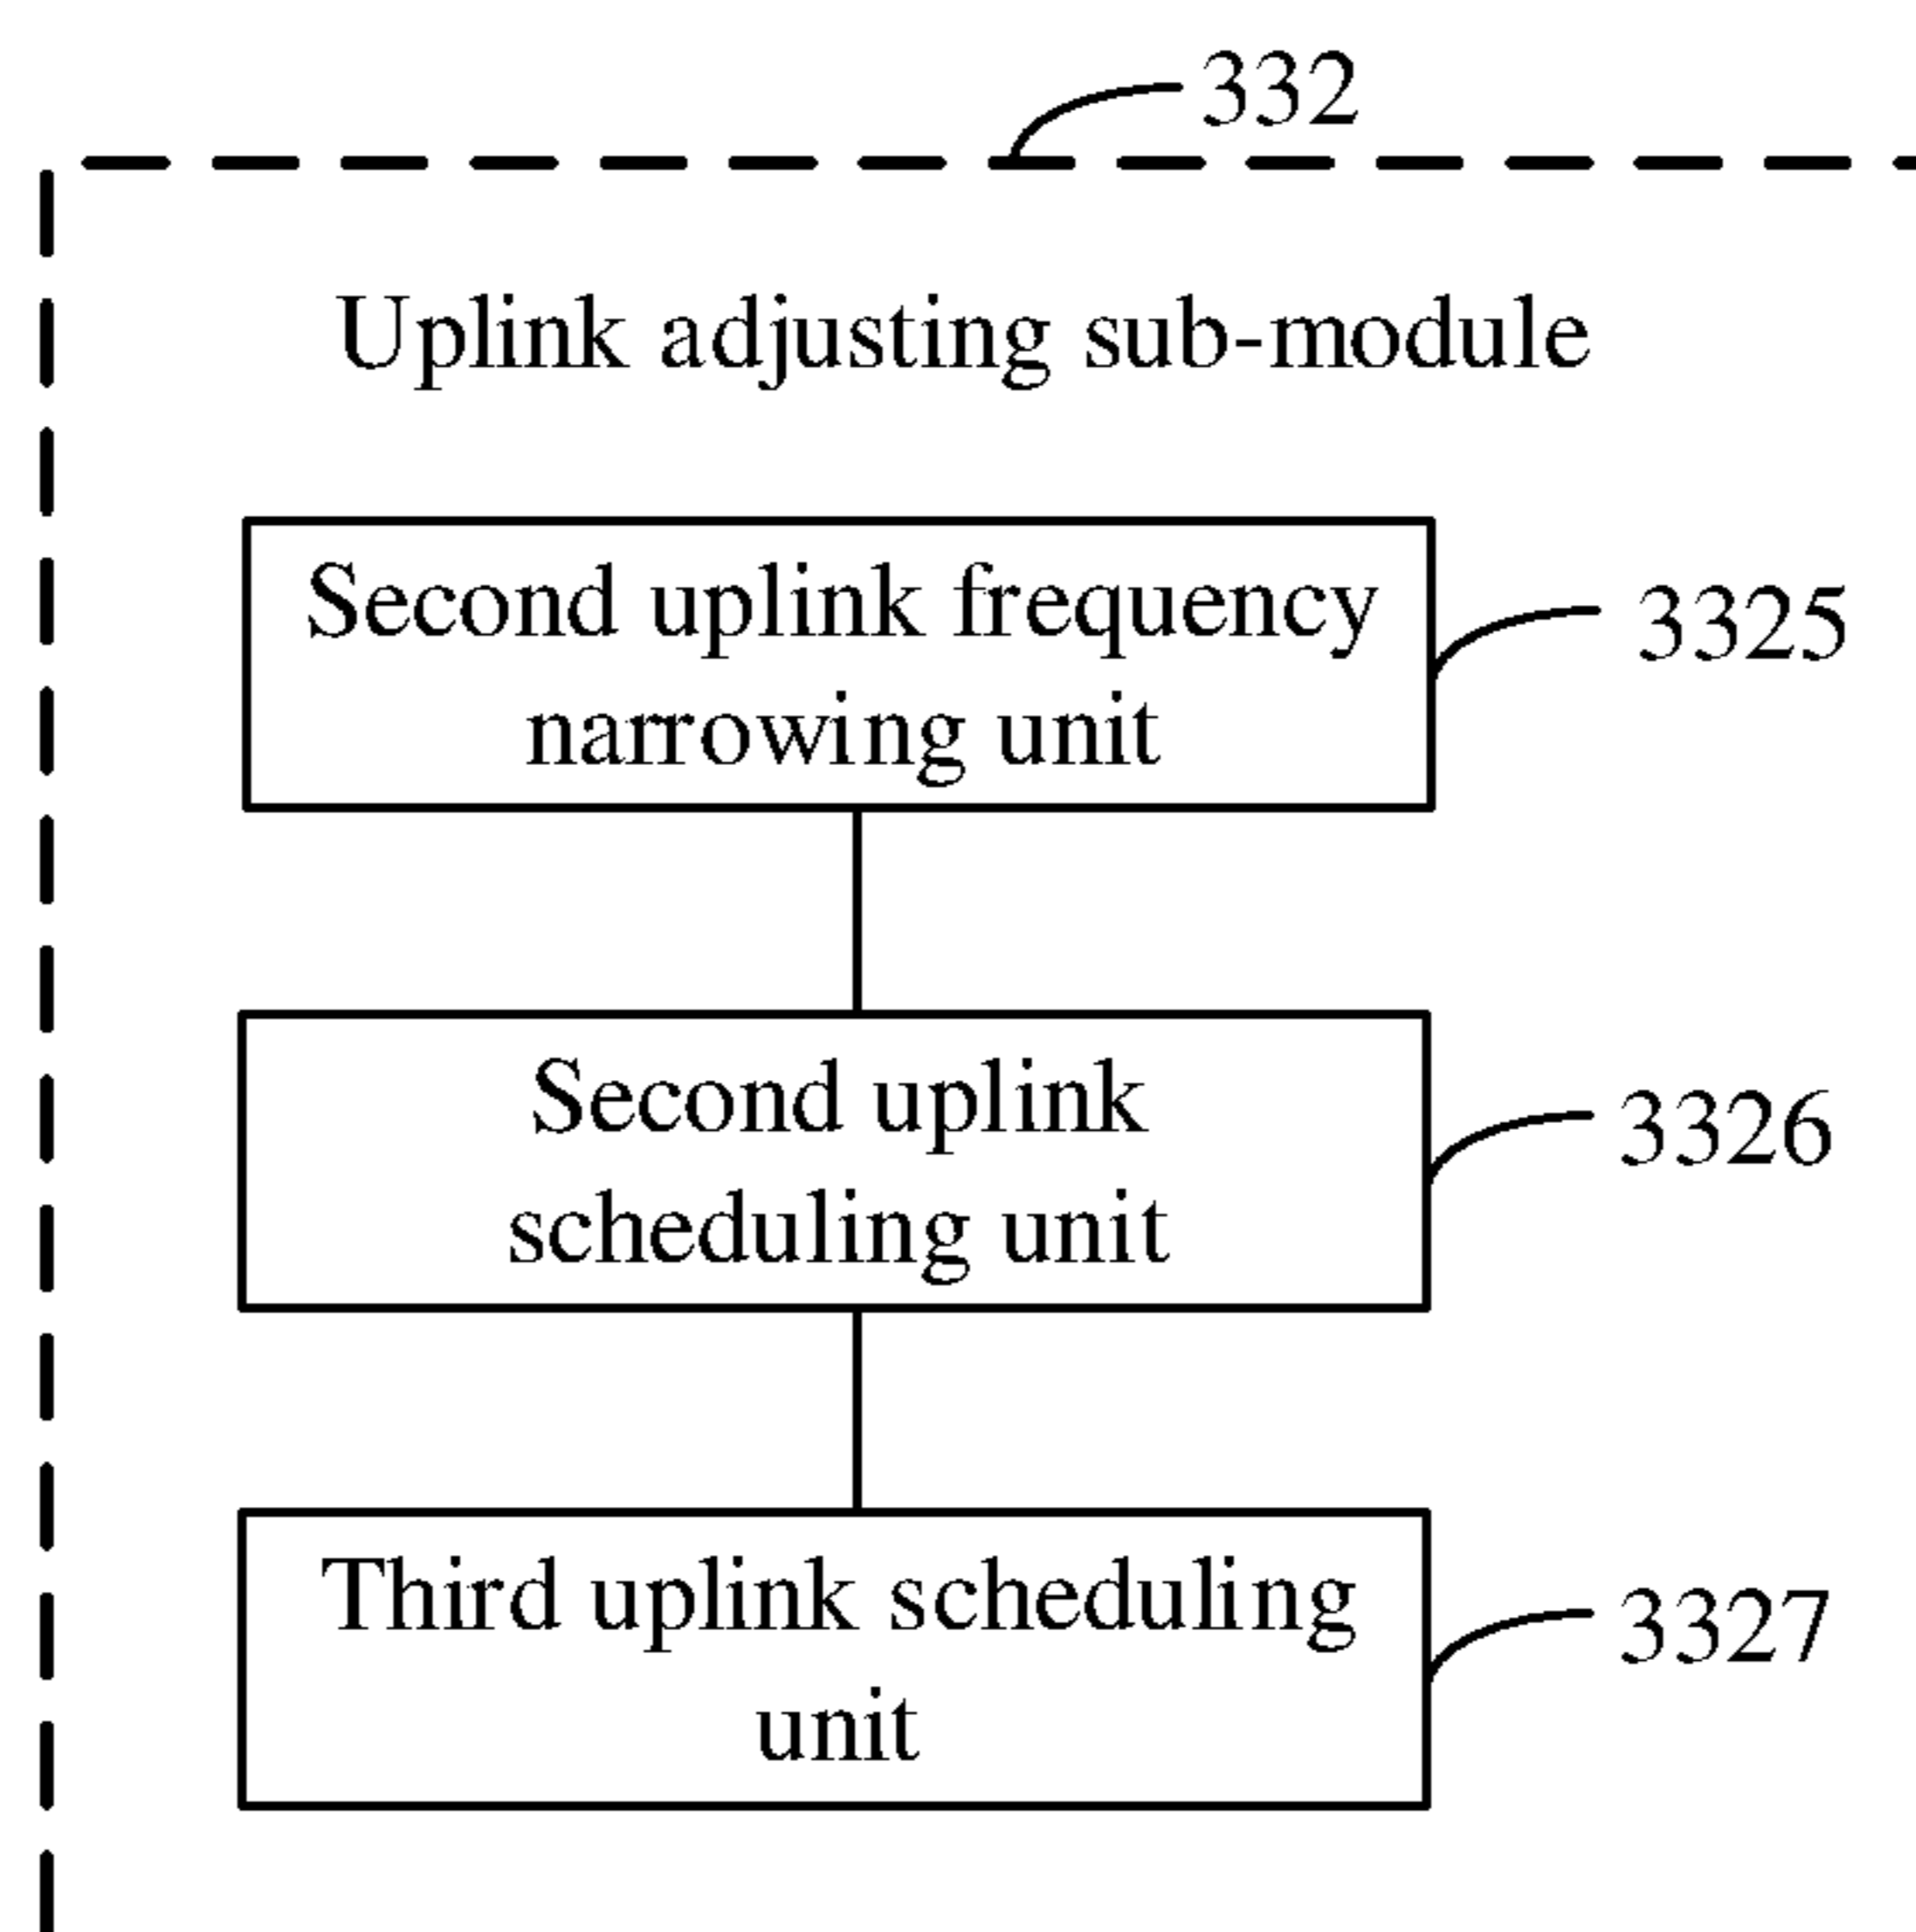 332
Uplink adjusting sub-module
Second uplink frequency
narrowing unit
3325
Second uplink
scheduling unit
3326
Third uplink scheduling
unit
3327